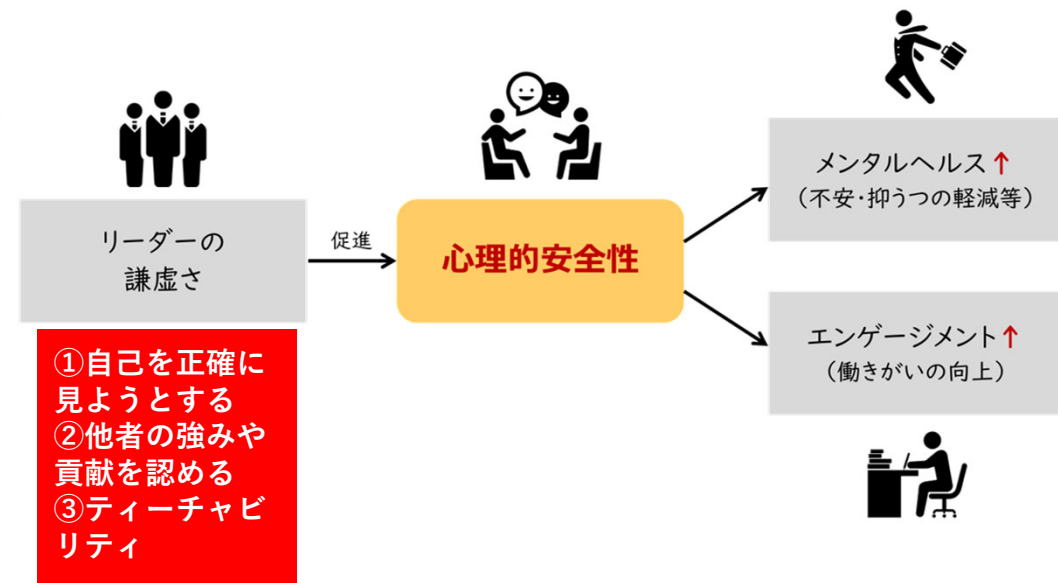 リーダーの
謙虚さ
①自己を正確に
見ようとする
②他者の強みや
貢献を認める
③ティーチャビ
リティ
促進
心理的安全性
メンタルヘルス↑
(不安・抑うつの軽減等)
エンゲージメント↑
(働きがいの向上)